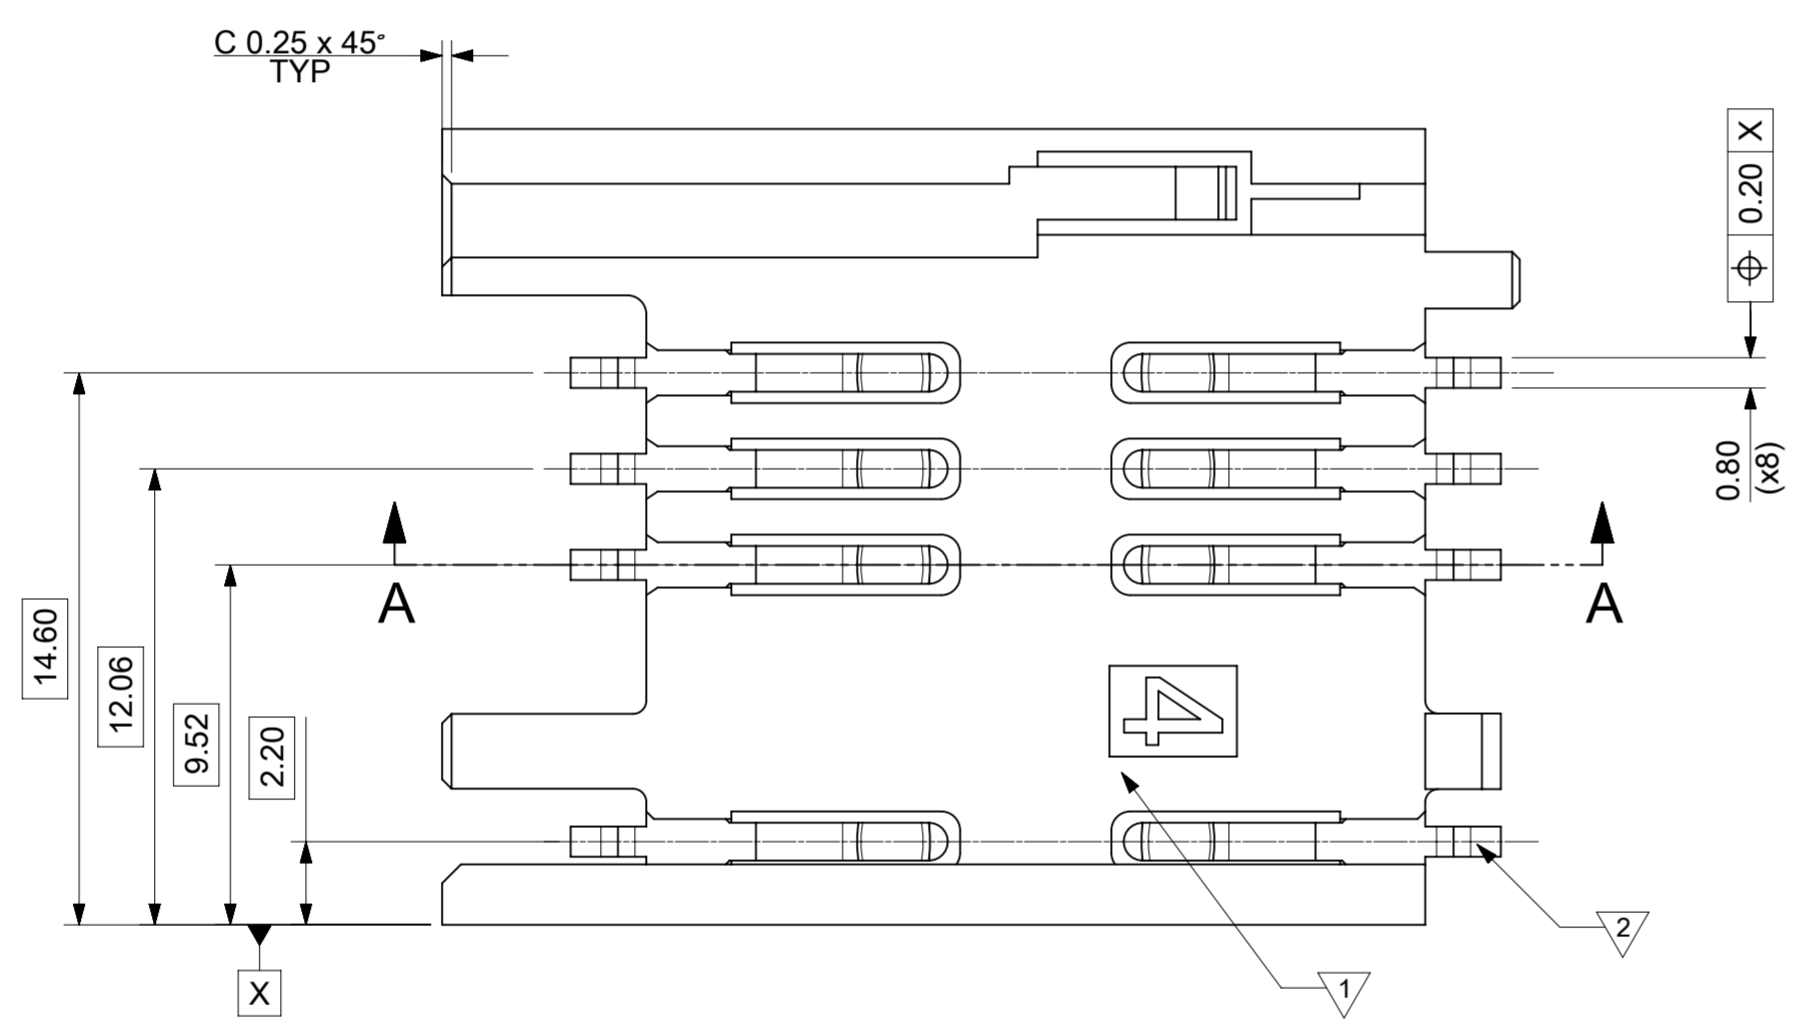 C 0.25 x 45°
TYP
⌖ 0.20 X
0.80
(x8)
14.60
12.06
9.52
2.20
A
A
4
X
1
2